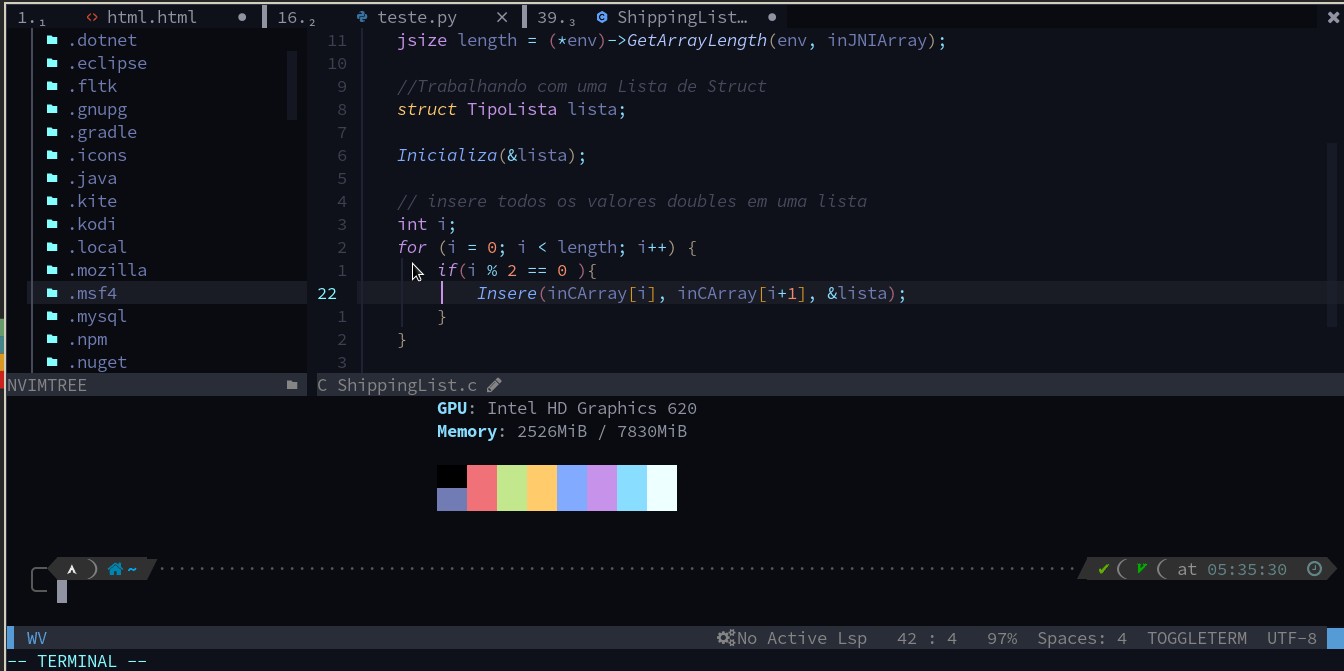 1.₁ <> html.html ● 16.₂ teste.py × 39.₃ ShippingList… ● ×
.dotnet
.eclipse
.fltk
.gnupg
.gradle
.icons
.java
.kite
.kodi
.local
.mozilla
.msf4
.mysql
.npm
.nuget
NVIMTREE
11 jsize length = (*env)->GetArrayLength(env, inJNIArray);
10
9 //Trabalhando com uma Lista de Struct
8 struct TipoLista lista;
7
6 Inicializa(&lista);
5
4 // insere todos os valores doubles em uma lista
3 int i;
2 for (i = 0; i < length; i++) {
1 if(i % 2 == 0 ){
22 Insere(inCArray[i], inCArray[i+1], &lista);
1 }
2 }
3
C ShippingList.c
GPU: Intel HD Graphics 620
Memory: 2526MiB / 7830MiB
~ ✔ V at 05:35:30
WV No Active Lsp 42 : 4 97% Spaces: 4 TOGGLETERM UTF-8
-- TERMINAL --